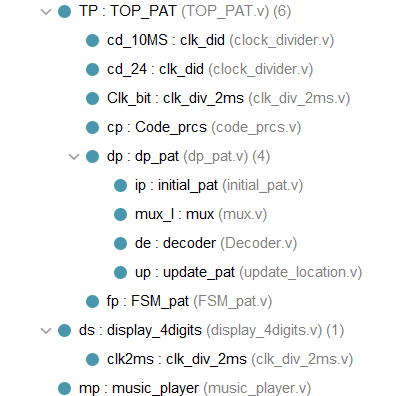 TP : TOP_PAT (TOP_PAT.v) (6)
cd_10MS : clk_did (clock_divider.v)
cd_24 : clk_did (clock_divider.v)
Clk_bit : clk_div_2ms (clk_div_2ms.v)
cp : Code_prcs (code_prcs.v)
dp : dp_pat (dp_pat.v) (4)
ip : initial_pat (initial_pat.v)
mux_l : mux (mux.v)
de : decoder (Decoder.v)
up : update_pat (update_location.v)
fp : FSM_pat (FSM_pat.v)
ds : display_4digits (display_4digits.v) (1)
clk2ms : clk_div_2ms (clk_div_2ms.v)
mp : music_player (music_player.v)